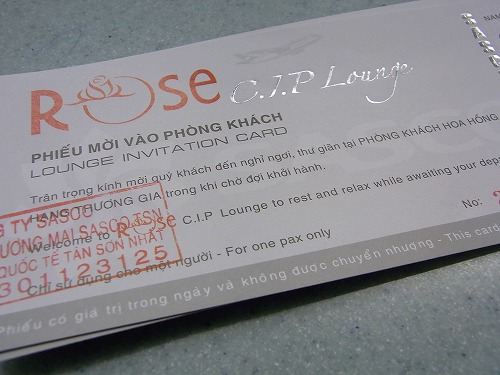 Rose C.I.P Lounge
PHIẾU MỜI VÀO PHÒNG KHÁCH
LOUNGE INVITATION CARD
Trân trọng kính mời quý khách đến nghỉ ngơi, thư giãn tại PHÒNG KHÁCH HOA HỒNG
HẠNG THƯƠNG GIA trong khi chờ đợi khởi hành.
Welcome to ROSE C.I.P Lounge to rest and relax while awaiting your
No:
Chỉ sử dụng cho một người - For one pax only
Phiếu có giá trị trong ngày và không được chuyển nhượng - This card
TY SASCO
MAI SASCO TSN
QUỐC TẾ TÂN SƠN NHẤT
301123125